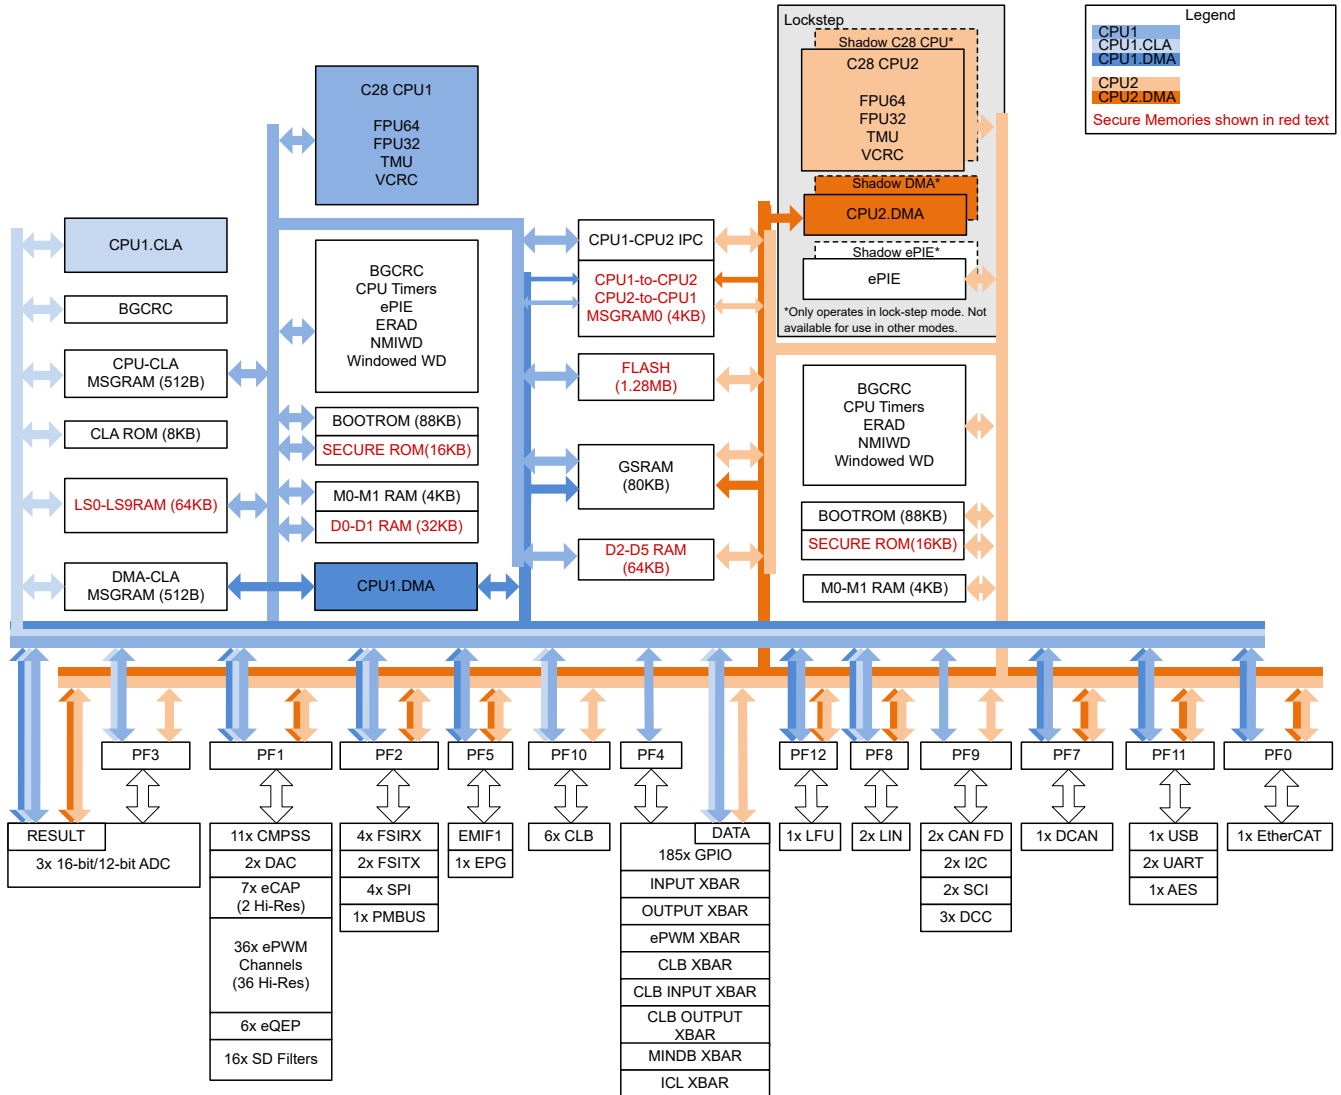 Lockstep
Shadow C28 CPU*
C28 CPU2
FPU64
FPU32
TMU
VCRC
Shadow DMA*
CPU2.DMA
Shadow ePIE*
ePIE
*Only operates in lock-step mode. Not
available for use in other modes.
Legend
CPU1
CPU1.CLA
CPU1.DMA
CPU2
CPU2.DMA
Secure Memories shown in red text
C28 CPU1
FPU64
FPU32
TMU
VCRC
CPU1.CLA
BGCRC
CPU-CLA
MSGRAM (512B)
CLA ROM (8KB)
LS0-LS9RAM (64KB)
DMA-CLA
MSGRAM (512B)
BGCRC
CPU Timers
ePIE
ERAD
NMIWD
Windowed WD
BOOTROM (88KB)
SECURE ROM(16KB)
M0-M1 RAM (4KB)
D0-D1 RAM (32KB)
CPU1.DMA
CPU1-CPU2 IPC
CPU1-to-CPU2
CPU2-to-CPU1
MSGRAM0 (4KB)
FLASH
(1.28MB)
GSRAM
(80KB)
D2-D5 RAM
(64KB)
BGCRC
CPU Timers
ERAD
NMIWD
Windowed WD
BOOTROM (88KB)
SECURE ROM(16KB)
M0-M1 RAM (4KB)
PF3
PF1
PF2
PF5
PF10
PF4
PF12
PF8
PF9
PF7
PF11
PF0
RESULT
3x 16-bit/12-bit ADC
11x CMPSS
2x DAC
7x eCAP
(2 Hi-Res)
36x ePWM
Channels
(36 Hi-Res)
6x eQEP
16x SD Filters
4x FSIRX
2x FSITX
4x SPI
1x PMBUS
EMIF1
1x EPG
6x CLB
DATA
185x GPIO
INPUT XBAR
OUTPUT XBAR
ePWM XBAR
CLB XBAR
CLB INPUT XBAR
CLB OUTPUT
XBAR
MINDB XBAR
ICL XBAR
1x LFU
2x LIN
2x CAN FD
2x I2C
2x SCI
3x DCC
1x DCAN
1x USB
2x UART
1x AES
1x EtherCAT